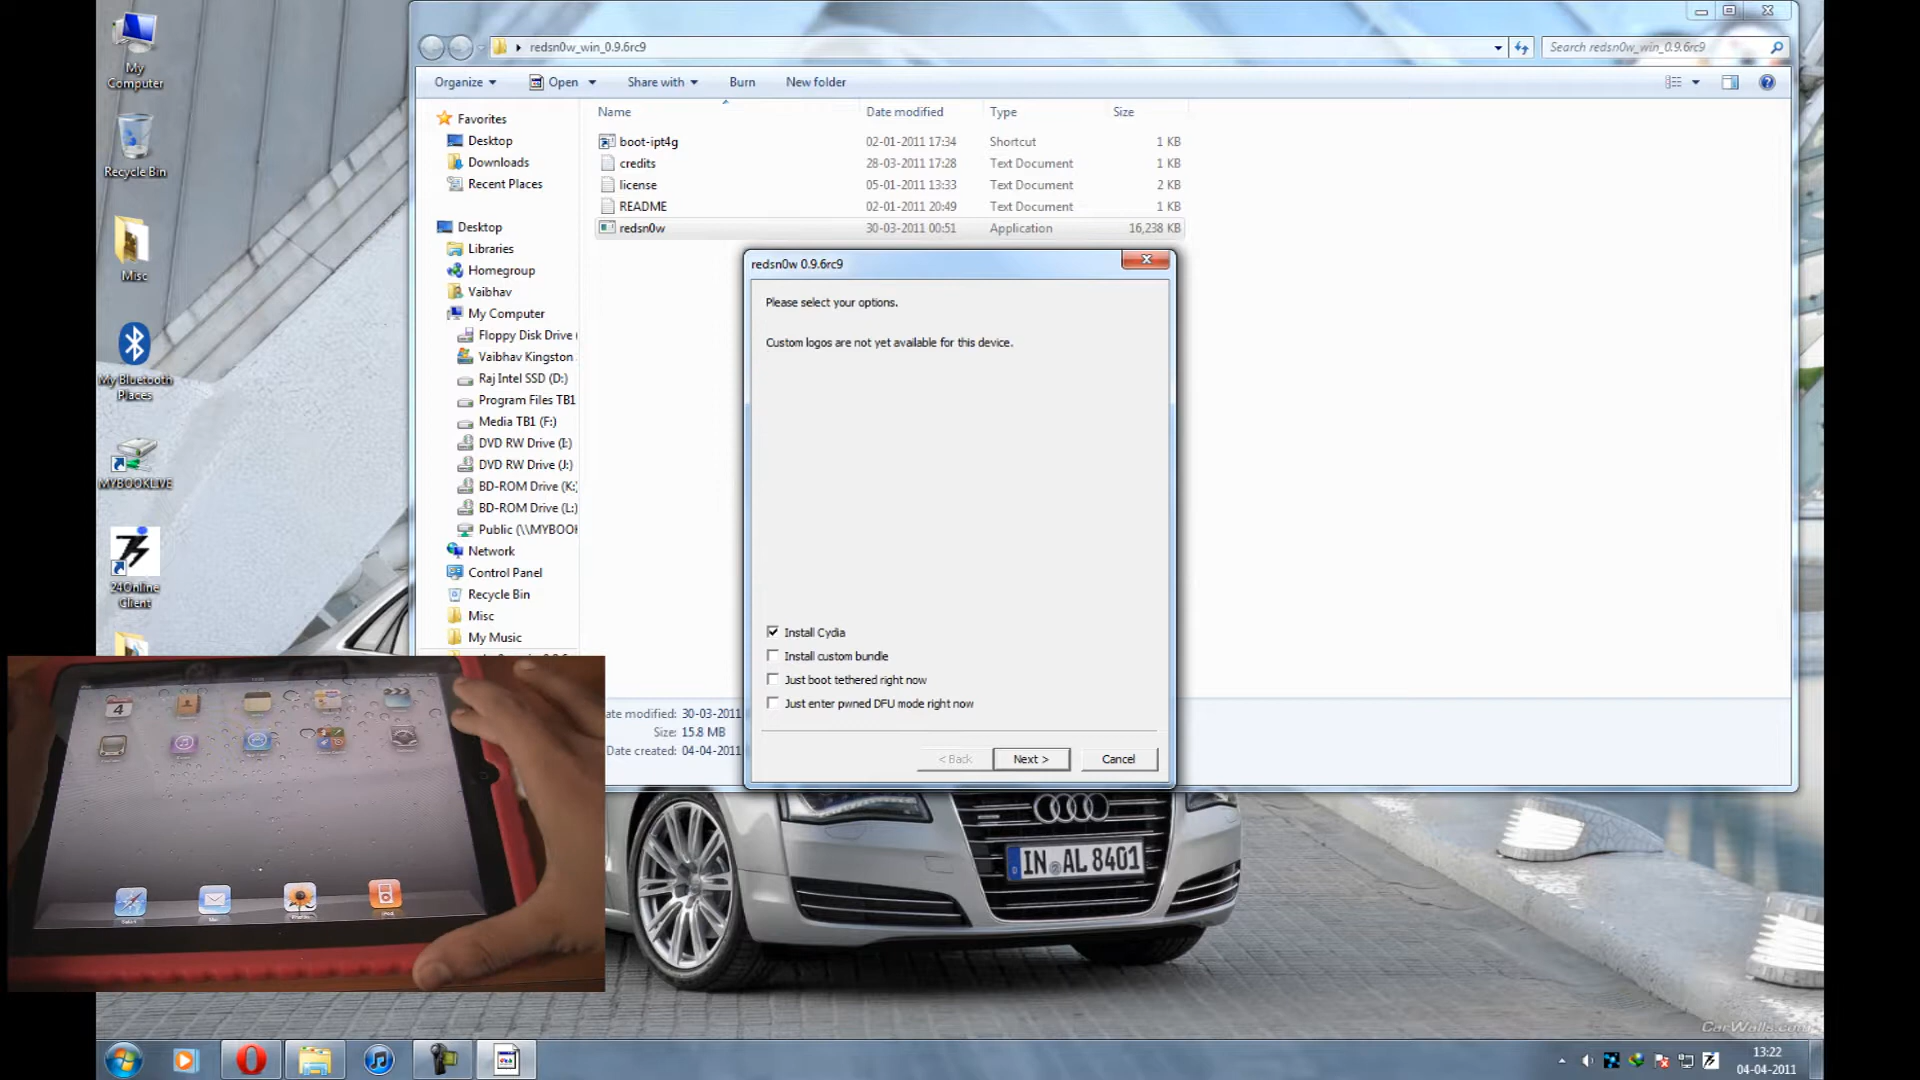 My
Computer
Recycle Bin
Misc
My Bluetooth
Places
MYBOOKLIVE
24Online
Client
redsn0w_win_0.9.6rc9
Search redsn0w_win_0.9.6rc9
Organize
Open
Share with
Burn
New folder
Favorites
Desktop
Downloads
Recent Places
Desktop
Libraries
Homegroup
Vaibhav
My Computer
Floppy Disk Drive (
Vaibhav Kingston
Raj Intel SSD (D:)
Program Files TB1
Media TB1 (F:)
DVD RW Drive (I:)
DVD RW Drive (J:)
BD-ROM Drive (K:
BD-ROM Drive (L:)
Public (\\MYBOOK
Network
Control Panel
Recycle Bin
Misc
My Music
Name Date modified Type Size
boot-ipt4g 02-01-2011 17:34 Shortcut 1 KB
credits 28-03-2011 17:28 Text Document 1 KB
license 05-01-2011 13:33 Text Document 2 KB
README 02-01-2011 20:49 Text Document 1 KB
redsn0w 30-03-2011 00:51 Application 16,238 KB
redsn0w 0.9.6rc9
Please select your options.
Custom logos are not yet available for this device.
Install Cydia
Install custom bundle
Just boot tethered right now
Just enter pwned DFU mode right now
< Back
Next >
Cancel
ate modified: 30-03-2011
Size: 15.8 MB
Date created: 04-04-2011
4
IN AL 8401
CarWalls.com
13:22
04-04-2011